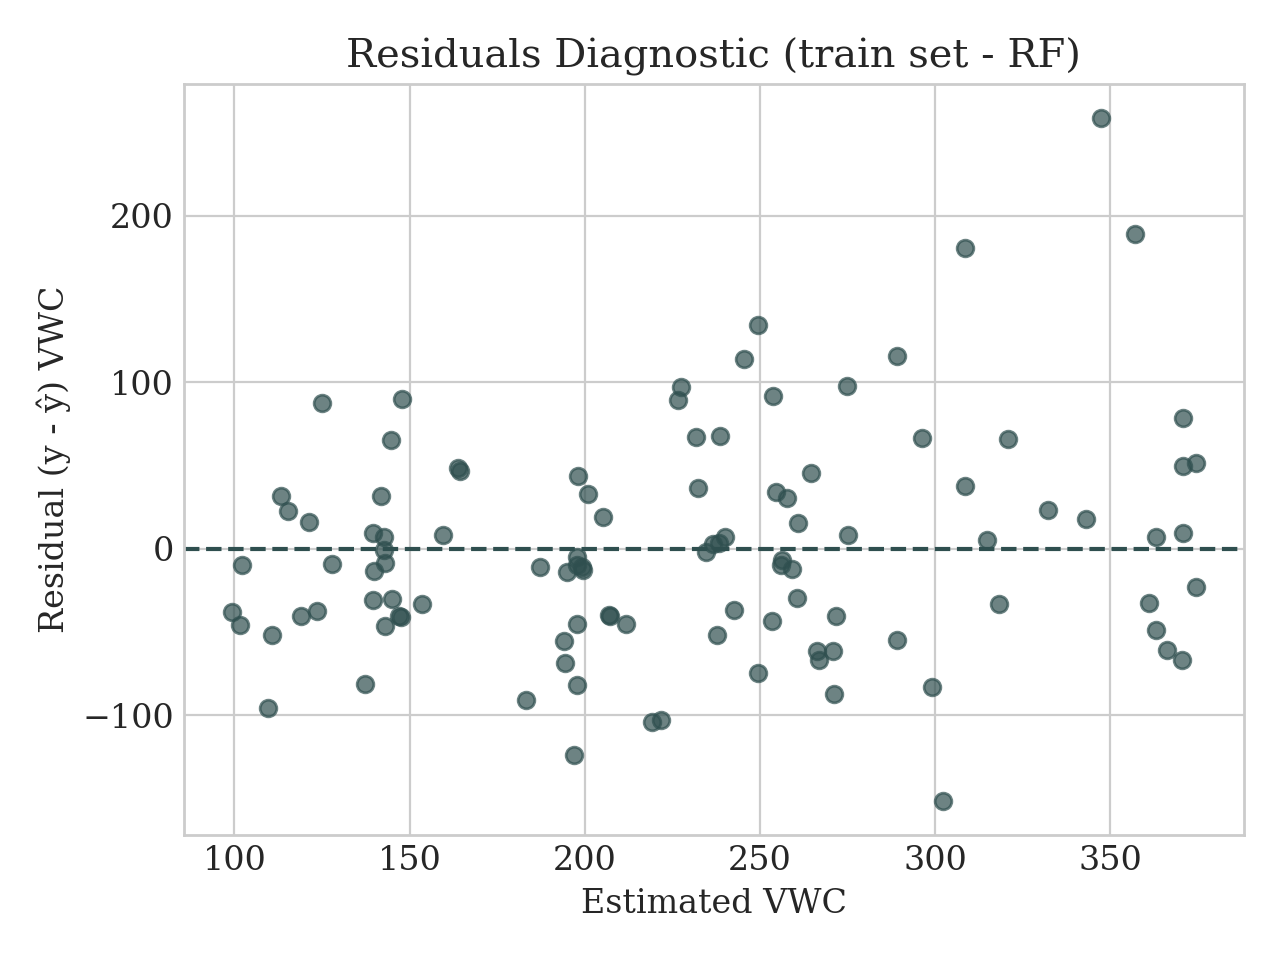 Residuals Diagnostic (train set - RF)
Residual (y - ŷ) VWC
200
100
0
−100
100 150 200 250 300 350
Estimated VWC